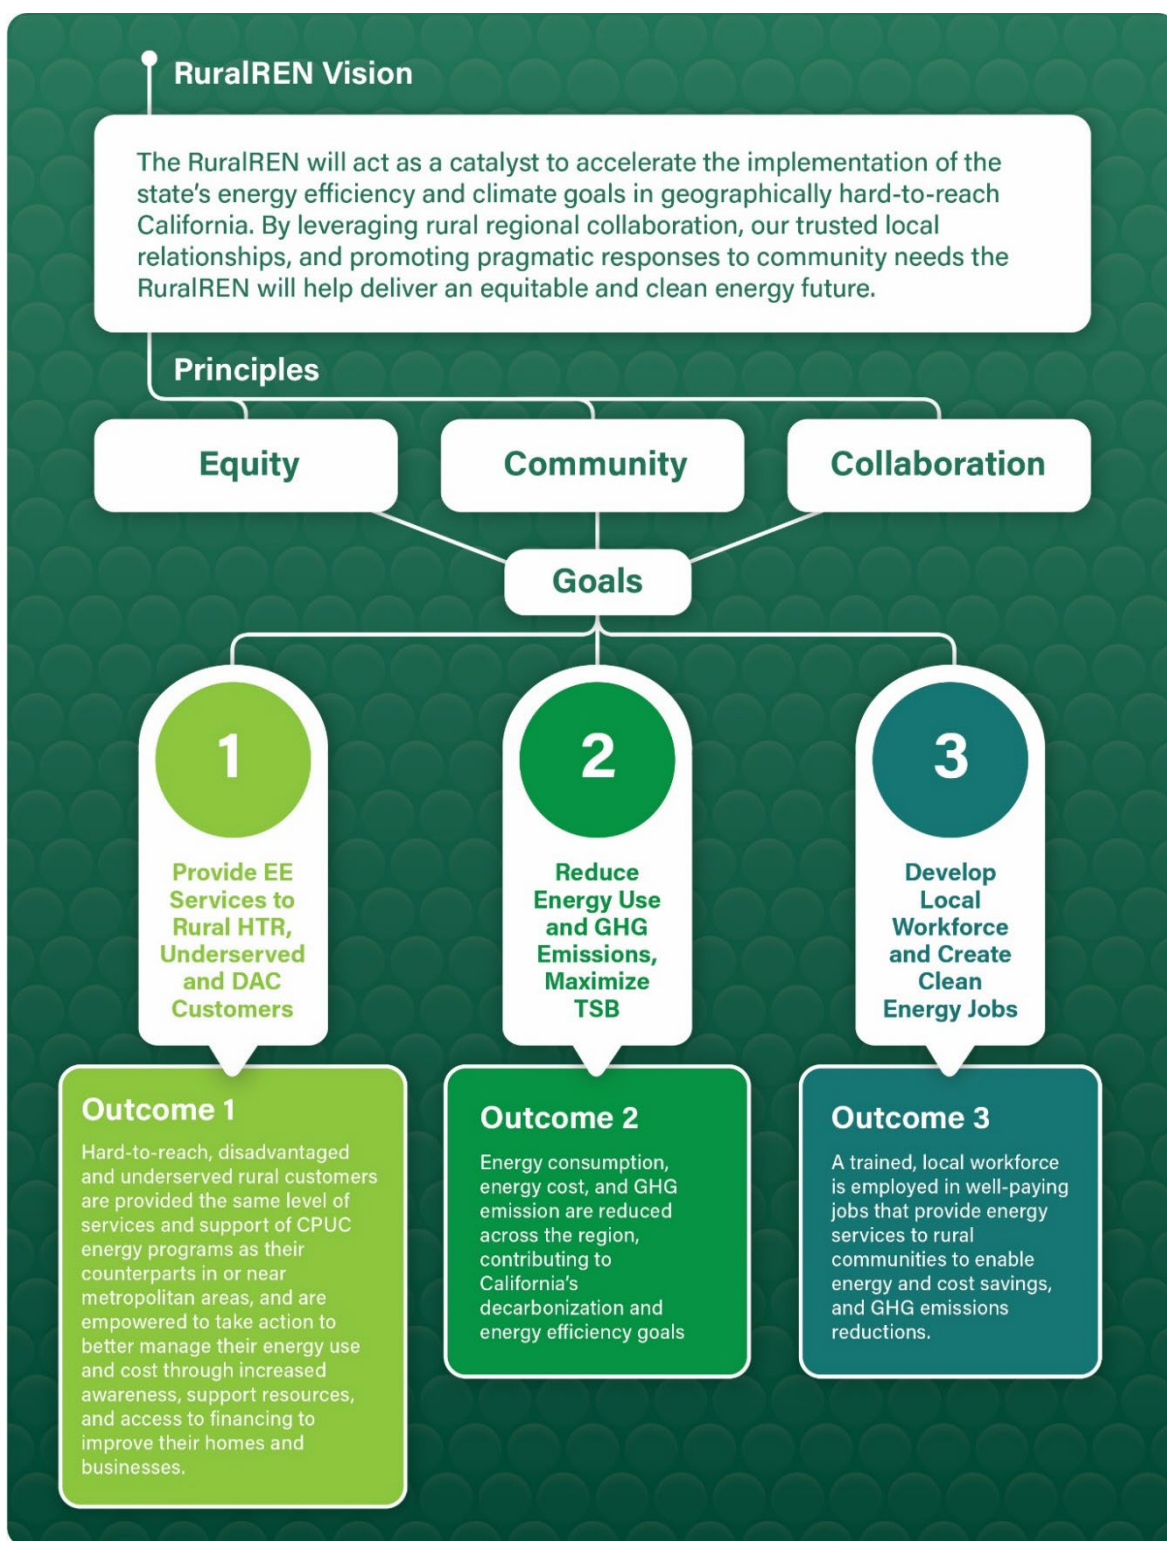 RuralREN Vision
The RuralREN will act as a catalyst to accelerate the implementation of the
state's energy efficiency and climate goals in geographically hard-to-reach
California. By leveraging rural regional collaboration, our trusted local
relationships, and promoting pragmatic responses to community needs the
RuralREN will help deliver an equitable and clean energy future.
Principles
Equity
Community
Collaboration
Goals
1
Provide EE
Services to
Rural HTR,
Underserved
and DAC
Customers
2
Reduce
Energy Use
and GHG
Emissions,
Maximize
TSB
3
Develop
Local
Workforce
and Create
Clean
Energy Jobs
Outcome 1
Hard-to-reach, disadvantaged
and underserved rural customers
are provided the same level of
services and support of CPUC
energy programs as their
counterparts in or near
metropolitan areas, and are
empowered to take action to
better manage their energy use
and cost through increased
awareness, support resources,
and access to financing to
improve their homes and
businesses.
Outcome 2
Energy consumption,
energy cost, and GHG
emission are reduced
across the region,
contributing to
California's
decarbonization and
energy efficiency goals
Outcome 3
A trained, local workforce
is employed in well-paying
jobs that provide energy
services to rural
communities to enable
energy and cost savings,
and GHG emissions
reductions.